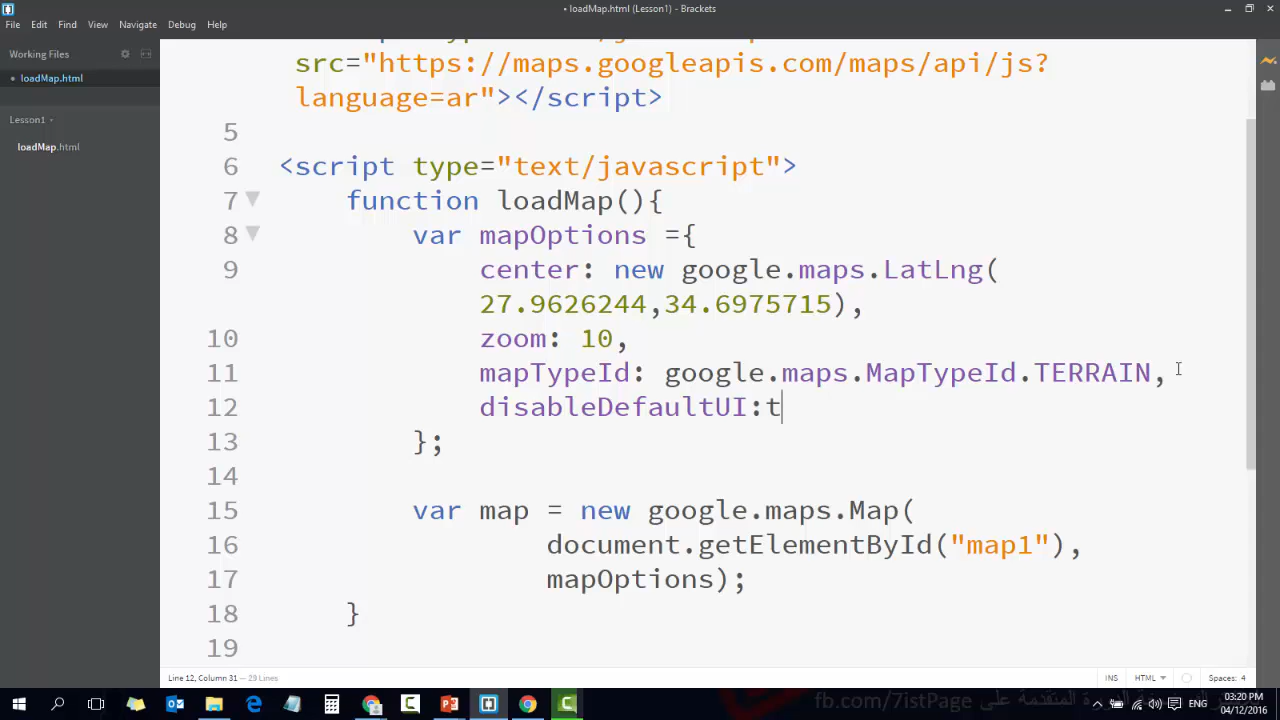 • loadMap.html (Lesson1) - Brackets
File Edit Find View Navigate Debug Help
Working Files
• loadMap.html
Lesson1
loadMap.html
src="https://maps.googleapis.com/maps/api/js?
language=ar"></script>
5
6 <script type="text/javascript">
7 function loadMap(){
8 var mapOptions ={
9 center: new google.maps.LatLng(
27.9626244,34.6975715),
10 zoom: 10,
11 mapTypeId: google.maps.MapTypeId.TERRAIN,
12 disableDefaultUI:t
13 };
14
15 var map = new google.maps.Map(
16 document.getElementById("map1"),
17 mapOptions);
18 }
19
Line 12, Column 31 — 29 Lines
INS HTML Spaces: 4
fb.com/7istPage المتقدمة على
ENG
03:20 PM
04/12/2016